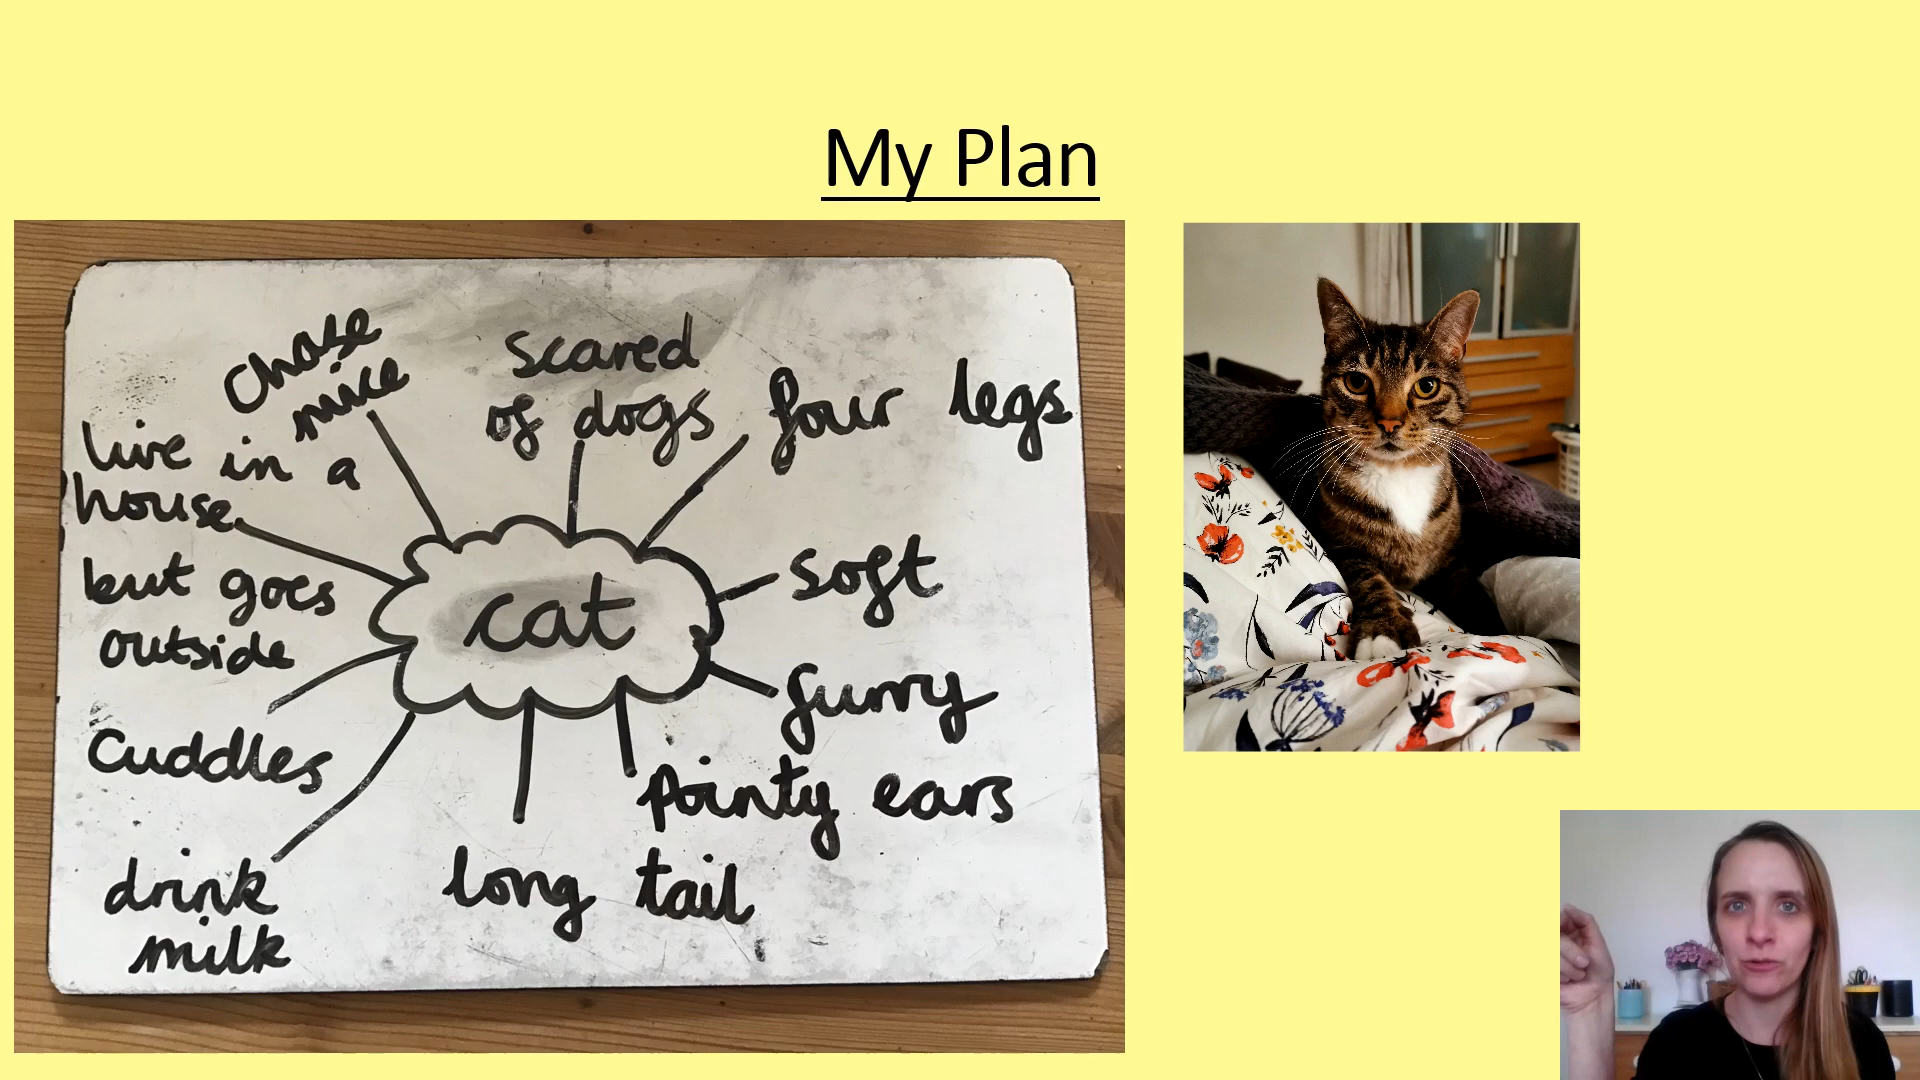 My Plan
chase
mice
scared
of dogs
four legs
live in a
house
but goes
outside
soft
cat
furry
cuddles
pointy ears
long tail
drink
milk